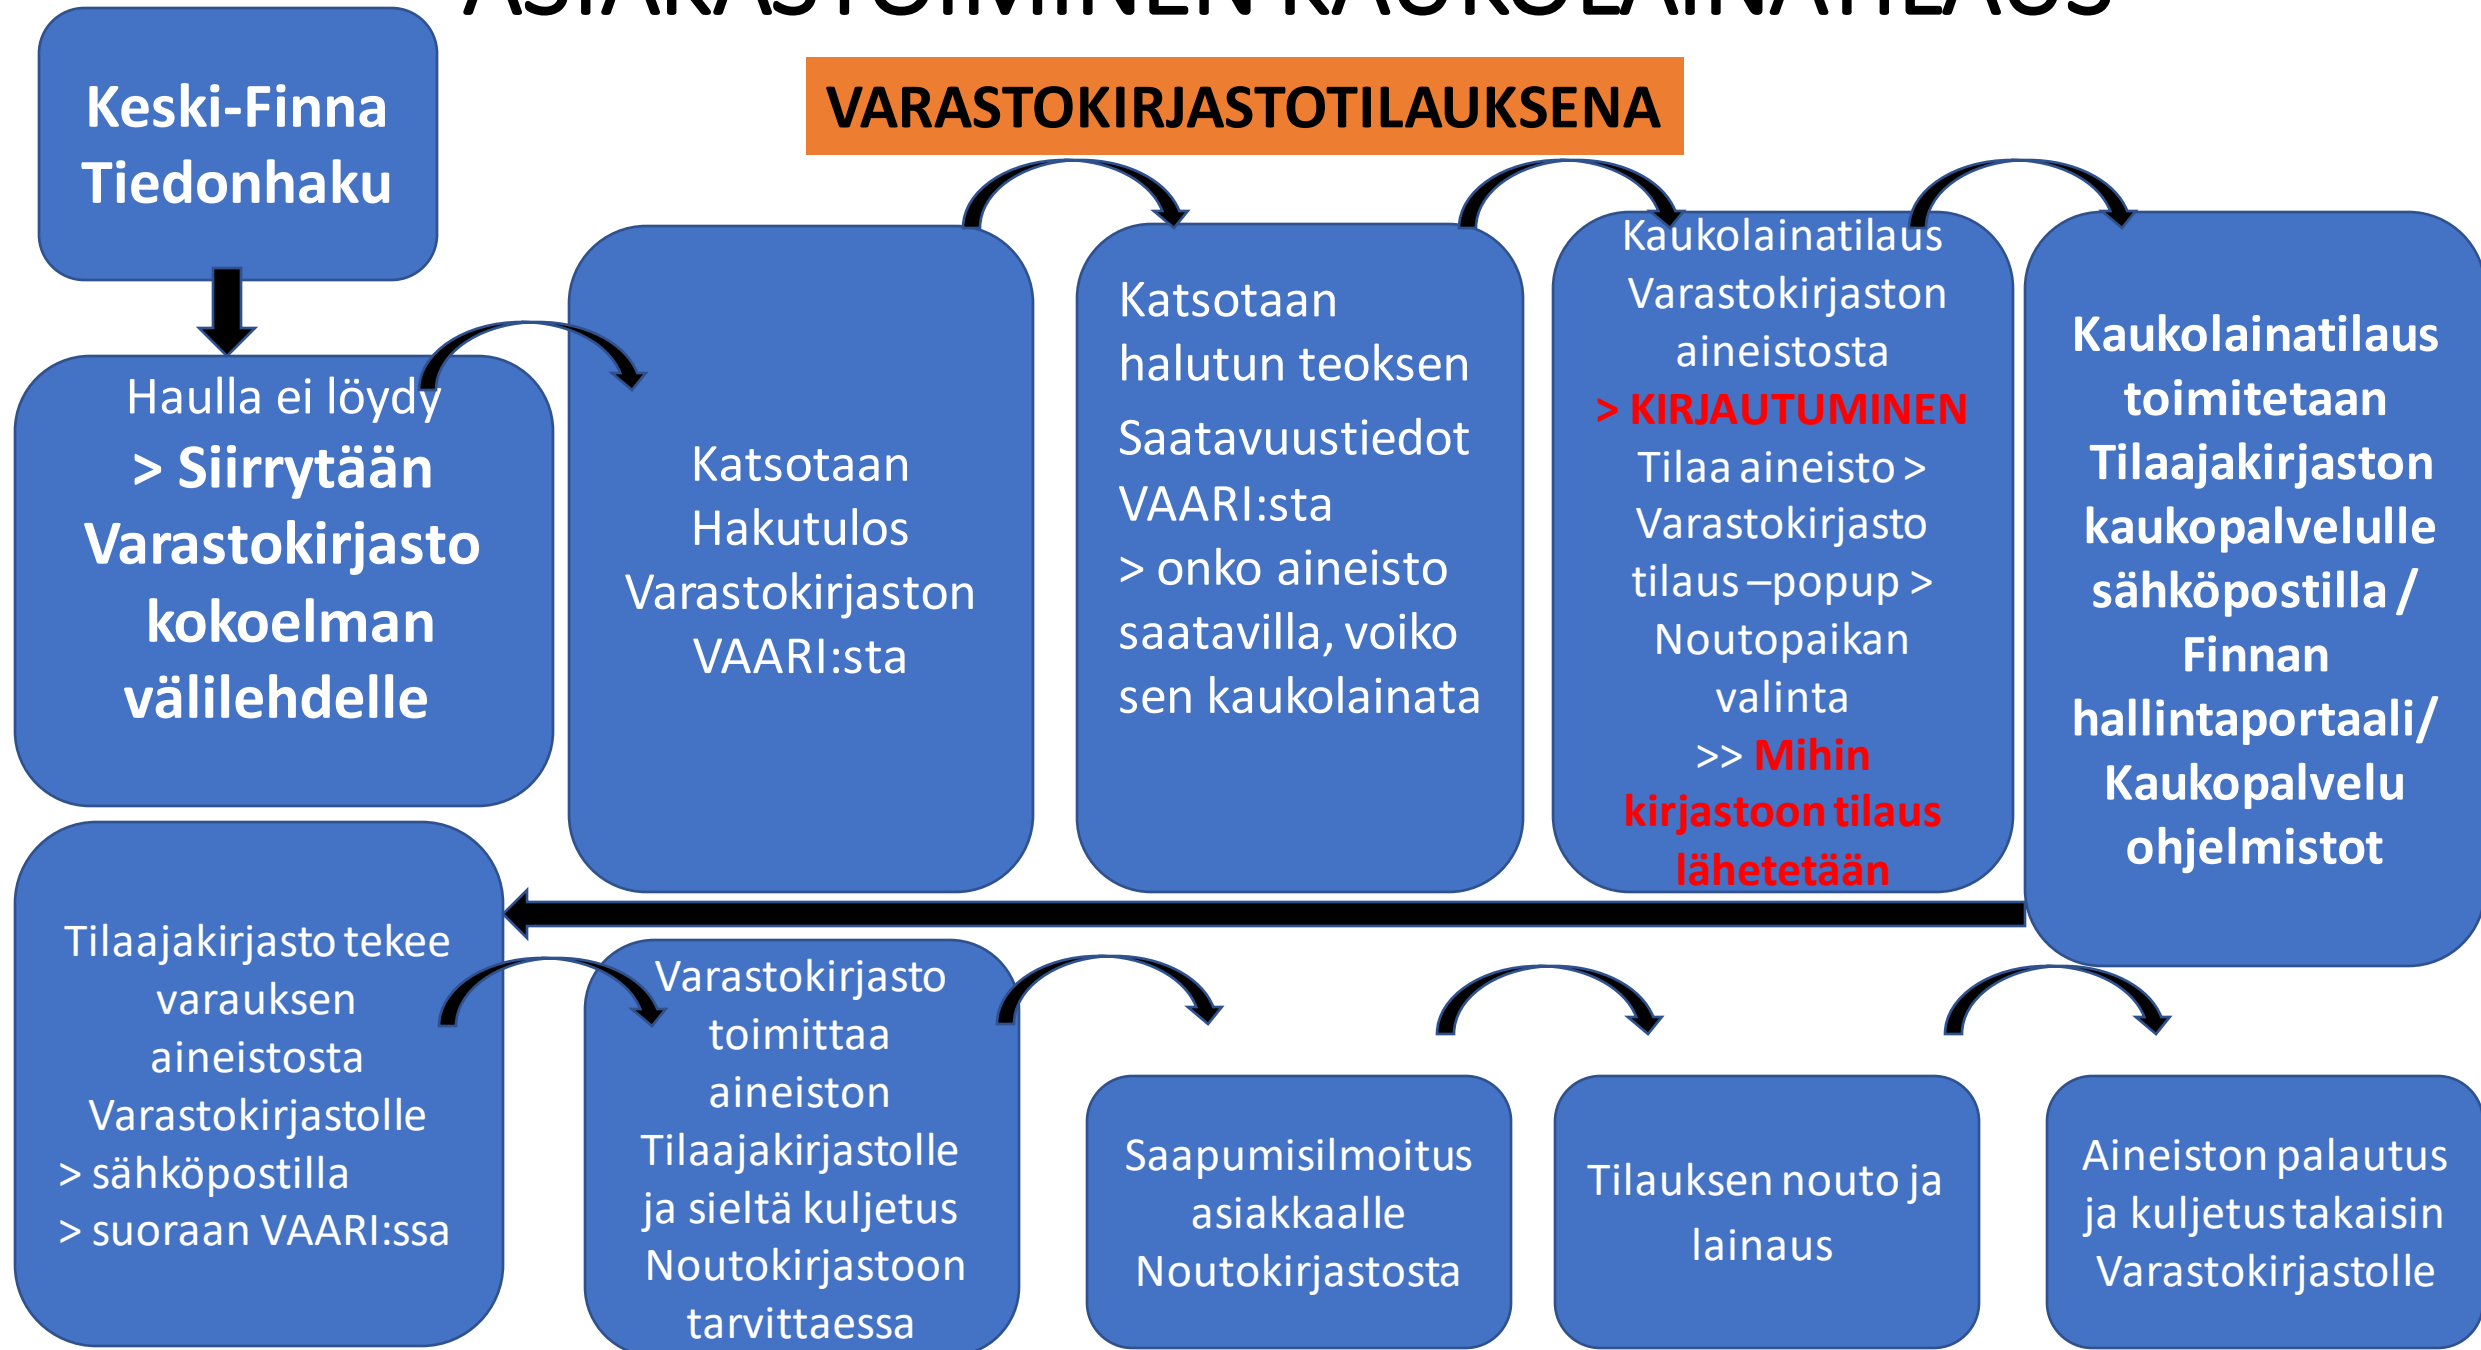 ASIAKASTOIMINEN KAUKOLAINATILAUS
VARASTOKIRJASTOTILAUKSENA
Keski-Finna
Tiedonhaku
Haulla ei löydy
> Siirrytään
Varastokirjasto
kokoelman
välilehdelle
Katsotaan
Hakutulos
Varastokirjaston
VAARI:sta
Katsotaan
halutun teoksen
Saatavuustiedot
VAARI:sta
> onko aineisto
saatavilla, voiko
sen kaukolainata
Kaukolainatilaus
Varastokirjaston
aineistosta
> KIRJAUTUMINEN
Tilaa aineisto >
Varastokirjasto
tilaus –popup >
Noutopaikan
valinta
>> Mihin
kirjastoon tilaus
lähetetään
Kaukolainatilaus
toimitetaan
Tilaajakirjaston
kaukopalvelulle
sähköpostilla /
Finnan
hallintaportaali/
Kaukopalvelu
ohjelmistot
Tilaajakirjasto tekee
varauksen
aineistosta
Varastokirjastolle
> sähköpostilla
> suoraan VAARI:ssa
Varastokirjasto
toimittaa
aineiston
Tilaajakirjastolle
ja sieltä kuljetus
Noutokirjastoon
tarvittaessa
Saapumisilmoitus
asiakkaalle
Noutokirjastosta
Tilauksen nouto ja
lainaus
Aineiston palautus
ja kuljetus takaisin
Varastokirjastolle